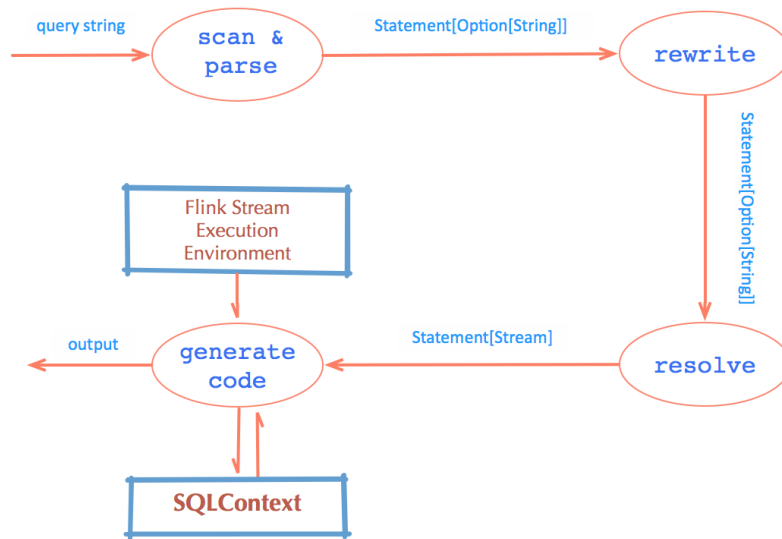 query string
scan &
parse
Statement[Option[String]]
rewrite
Statement[Option[String]]
Flink Stream
Execution
Environment
output
generate
code
Statement[Stream]
resolve
SQLContext